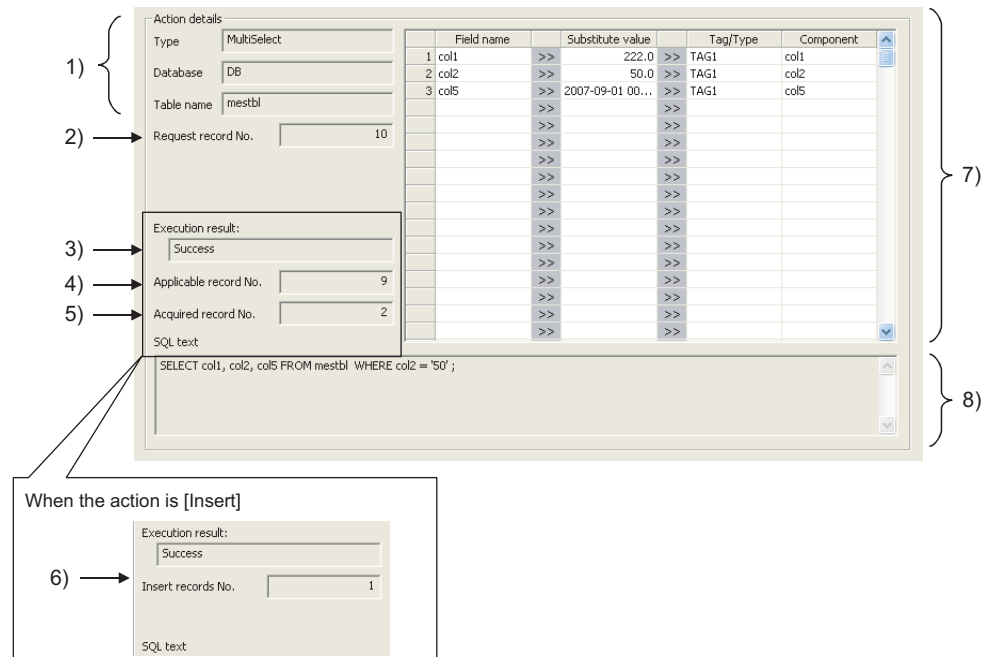 Action details
Type MultiSelect
Database DB
Table name mestbl
1)
2) Request record No. 10
Execution result:
3) Success
4) Applicable record No. 9
5) Acquired record No. 2
SQL text
Field name Substitute value Tag/Type Component
1 col1 >> 222.0 >> TAG1 col1
2 col2 >> 50.0 >> TAG1 col2
3 col5 >> 2007-09-01 00... >> TAG1 col5
>> >>
>> >>
>> >>
>> >>
>> >>
>> >>
>> >>
>> >>
>> >>
>> >>
>> >>
>> >>
>> >>
>> >>
7)
SELECT col1, col2, col5 FROM mestbl WHERE col2 = '50' ;
8)
When the action is [Insert]
Execution result:
Success
6) Insert records No. 1
SQL text